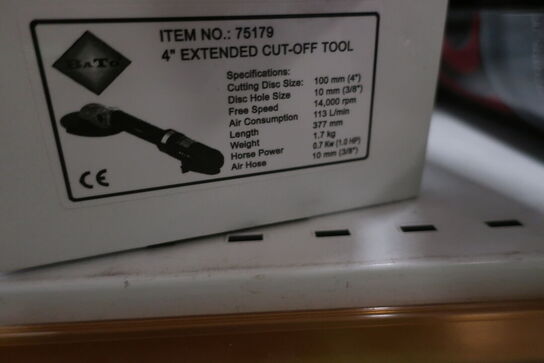 BaTo
ITEM NO.: 75179
4" EXTENDED CUT-OFF TOOL
Specifications:
Cutting Disc Size: 100 mm (4")
Disc Hole Size 10 mm (3/8")
Free Speed 14,000 rpm
Air Consumption 113 L/min
Length 377 mm
Weight 1.7 kg
Horse Power 0.7 Kw (1.0 HP)
Air Hose 10 mm (3/8")
CE